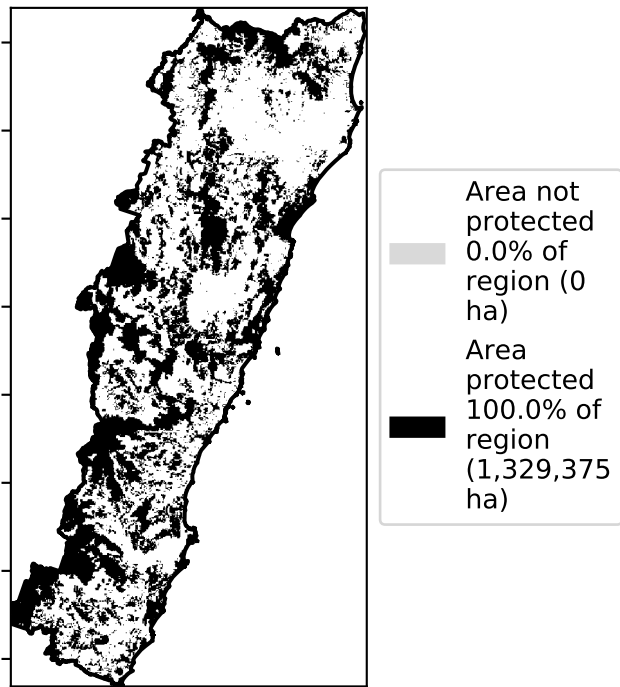 Area not
protected
0.0% of
region (0
ha)
Area
protected
100.0% of
region
(1,329,375
ha)